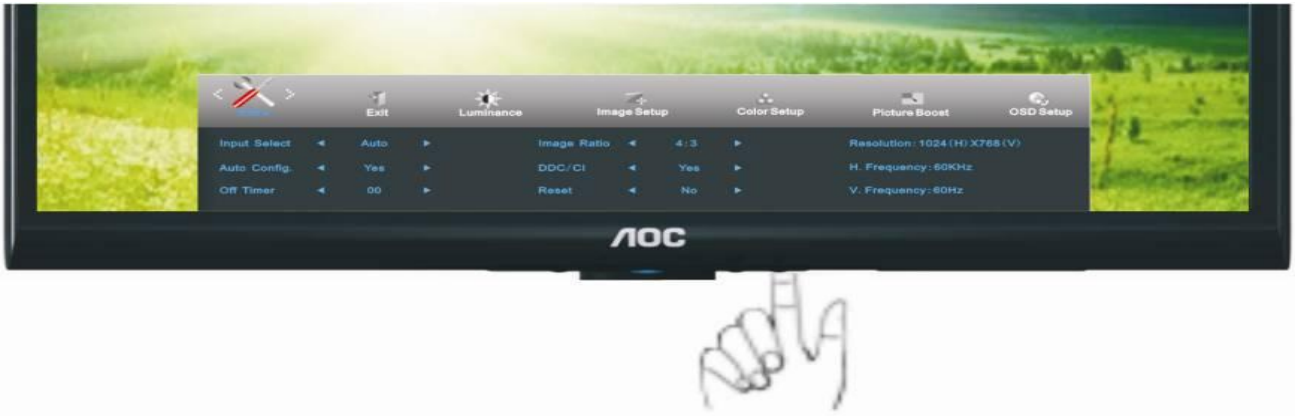 Exit Luminance Image Setup Color Setup Picture Boost OSD Setup
Input Select Auto Image Ratio 4:3 Resolution: 1024 (H) X768 (V)
Auto Config. Yes DDC/CI Yes H. Frequency: 60KHz
Off Timer 00 Reset No V. Frequency: 60Hz
AOC